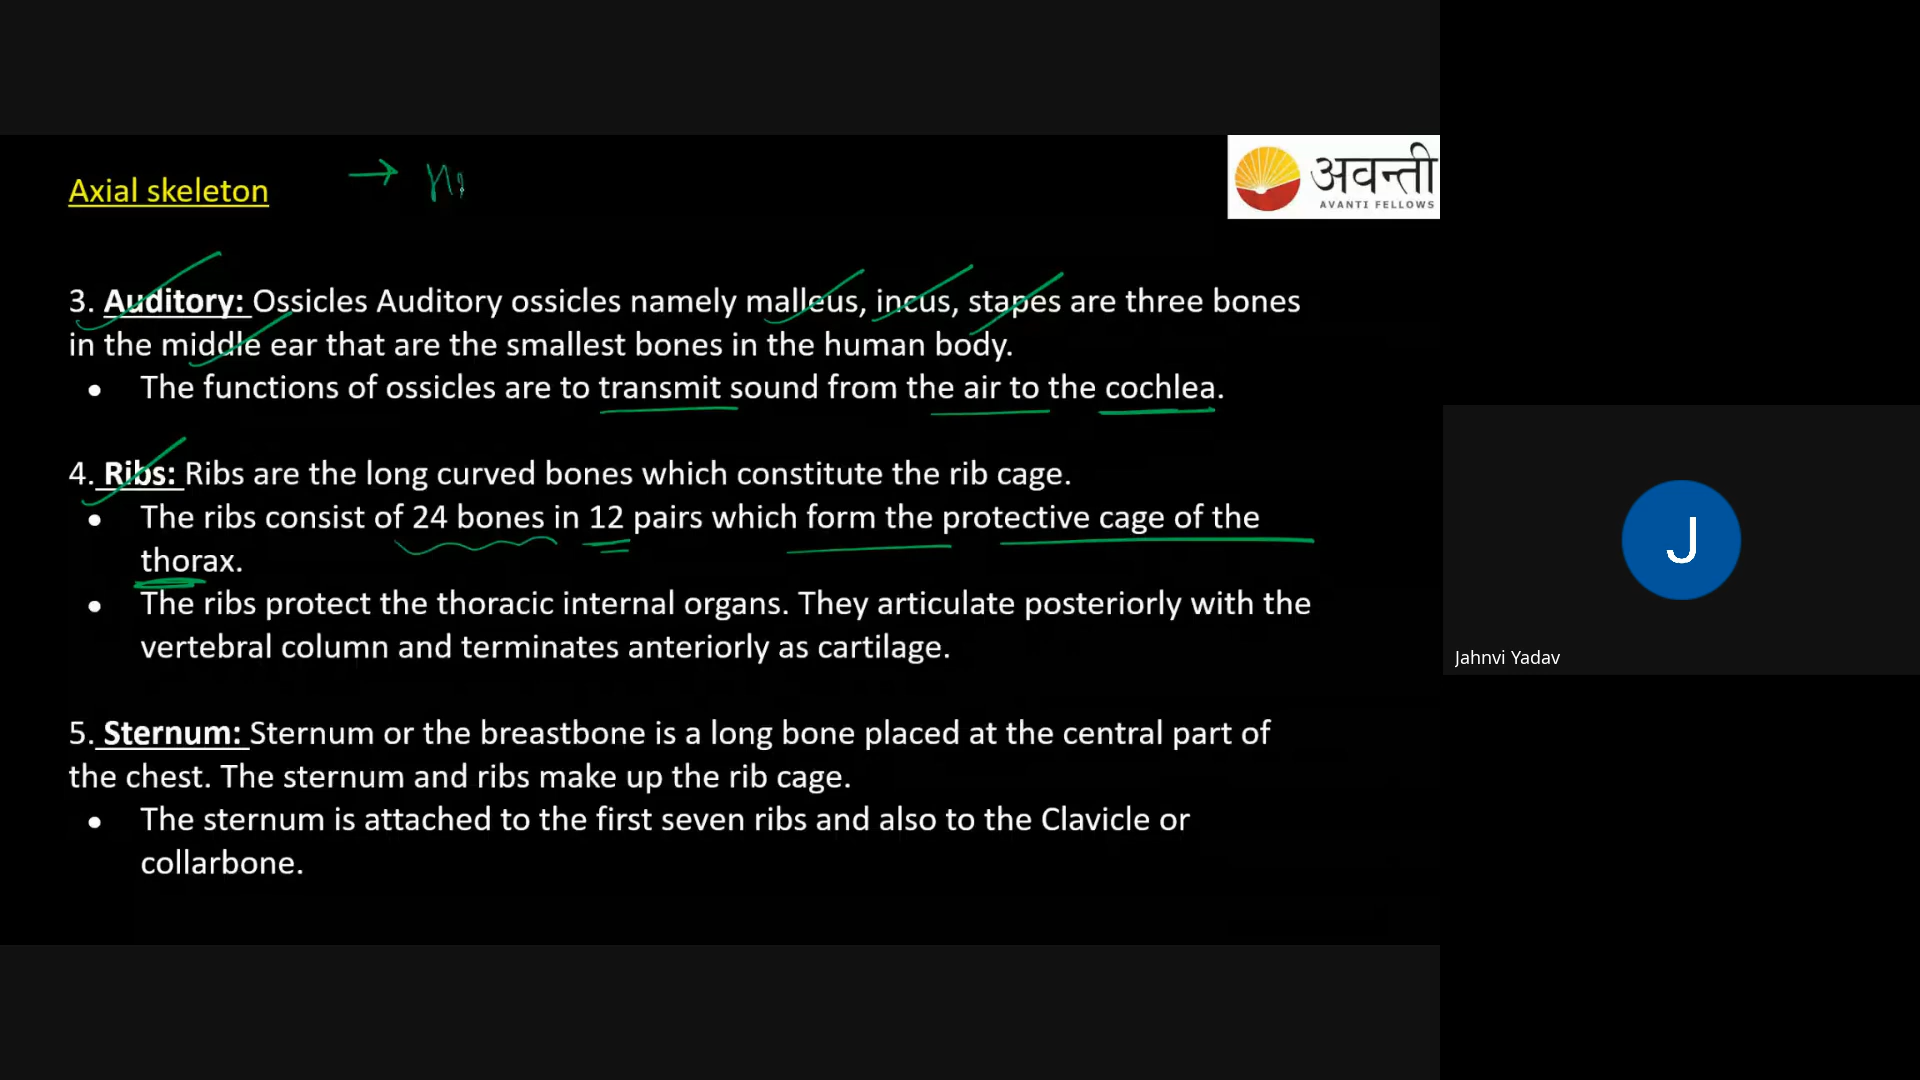 Axial skeleton
अवन्ती
AVANTI FELLOWS
3. Auditory: Ossicles Auditory ossicles namely malleus, incus, stapes are three bones
in the middle ear that are the smallest bones in the human body.
• The functions of ossicles are to transmit sound from the air to the cochlea.
4. Ribs: Ribs are the long curved bones which constitute the rib cage.
• The ribs consist of 24 bones in 12 pairs which form the protective cage of the
thorax.
• The ribs protect the thoracic internal organs. They articulate posteriorly with the
vertebral column and terminates anteriorly as cartilage.
5. Sternum: Sternum or the breastbone is a long bone placed at the central part of
the chest. The sternum and ribs make up the rib cage.
• The sternum is attached to the first seven ribs and also to the Clavicle or
collarbone.
J
Jahnvi Yadav